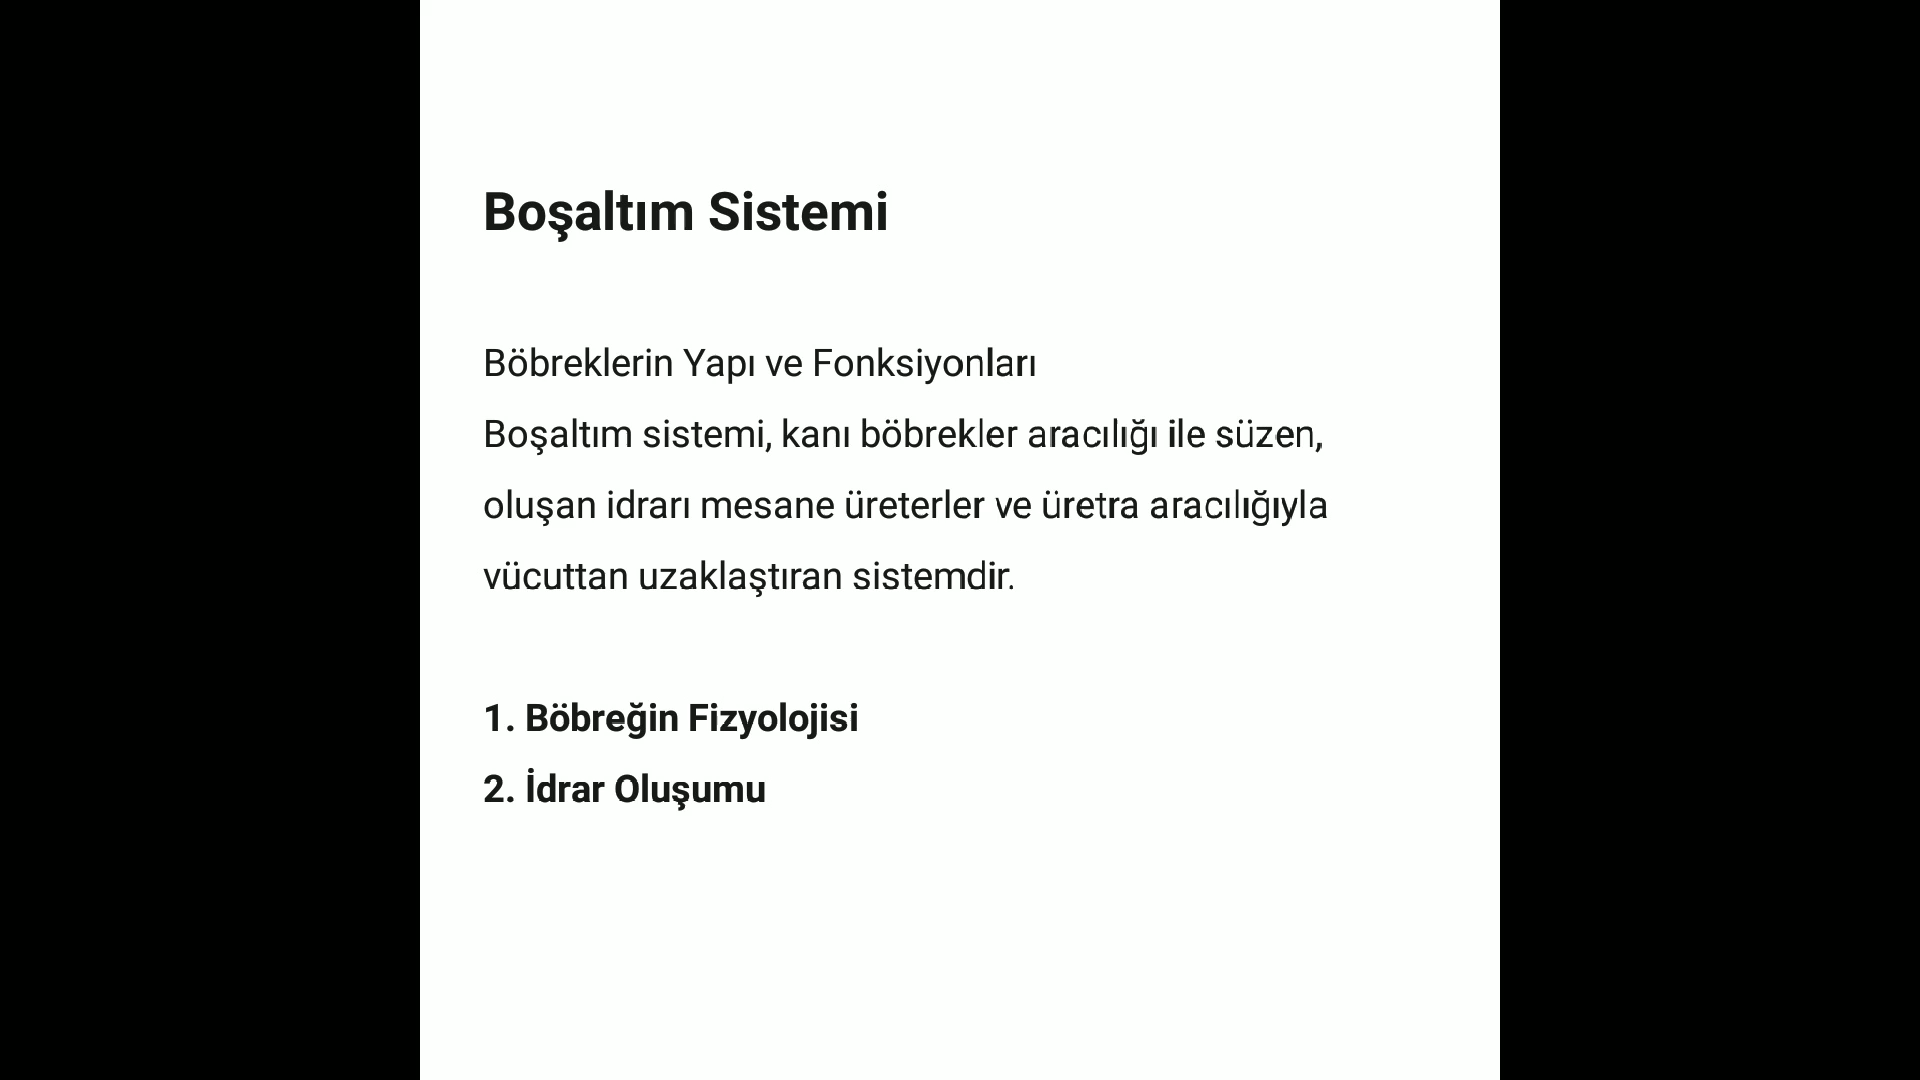 Boşaltım Sistemi
Böbreklerin Yapı ve Fonksiyonları
Boşaltım sistemi, kanı böbrekler aracılığı ile süzen,
oluşan idrarı mesane üreterler ve üretra aracılığıyla
vücuttan uzaklaştıran sistemdir.
1. Böbreğin Fizyolojisi
2. İdrar Oluşumu